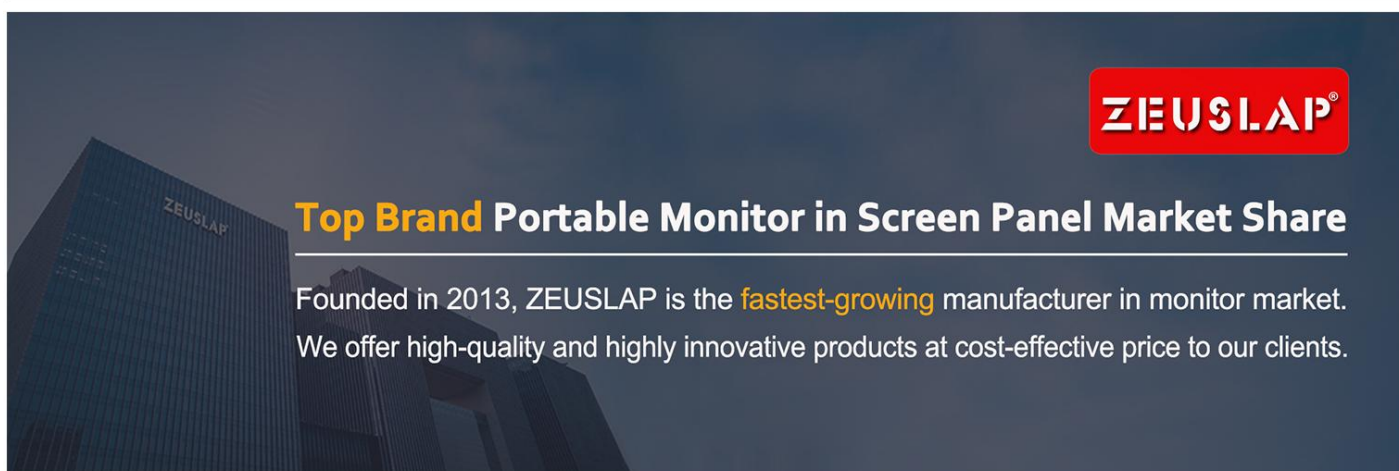 ZEUSLAP®
ZEUSLAP
Top Brand Portable Monitor in Screen Panel Market Share
Founded in 2013, ZEUSLAP is the fastest-growing manufacturer in monitor market.
We offer high-quality and highly innovative products at cost-effective price to our clients.